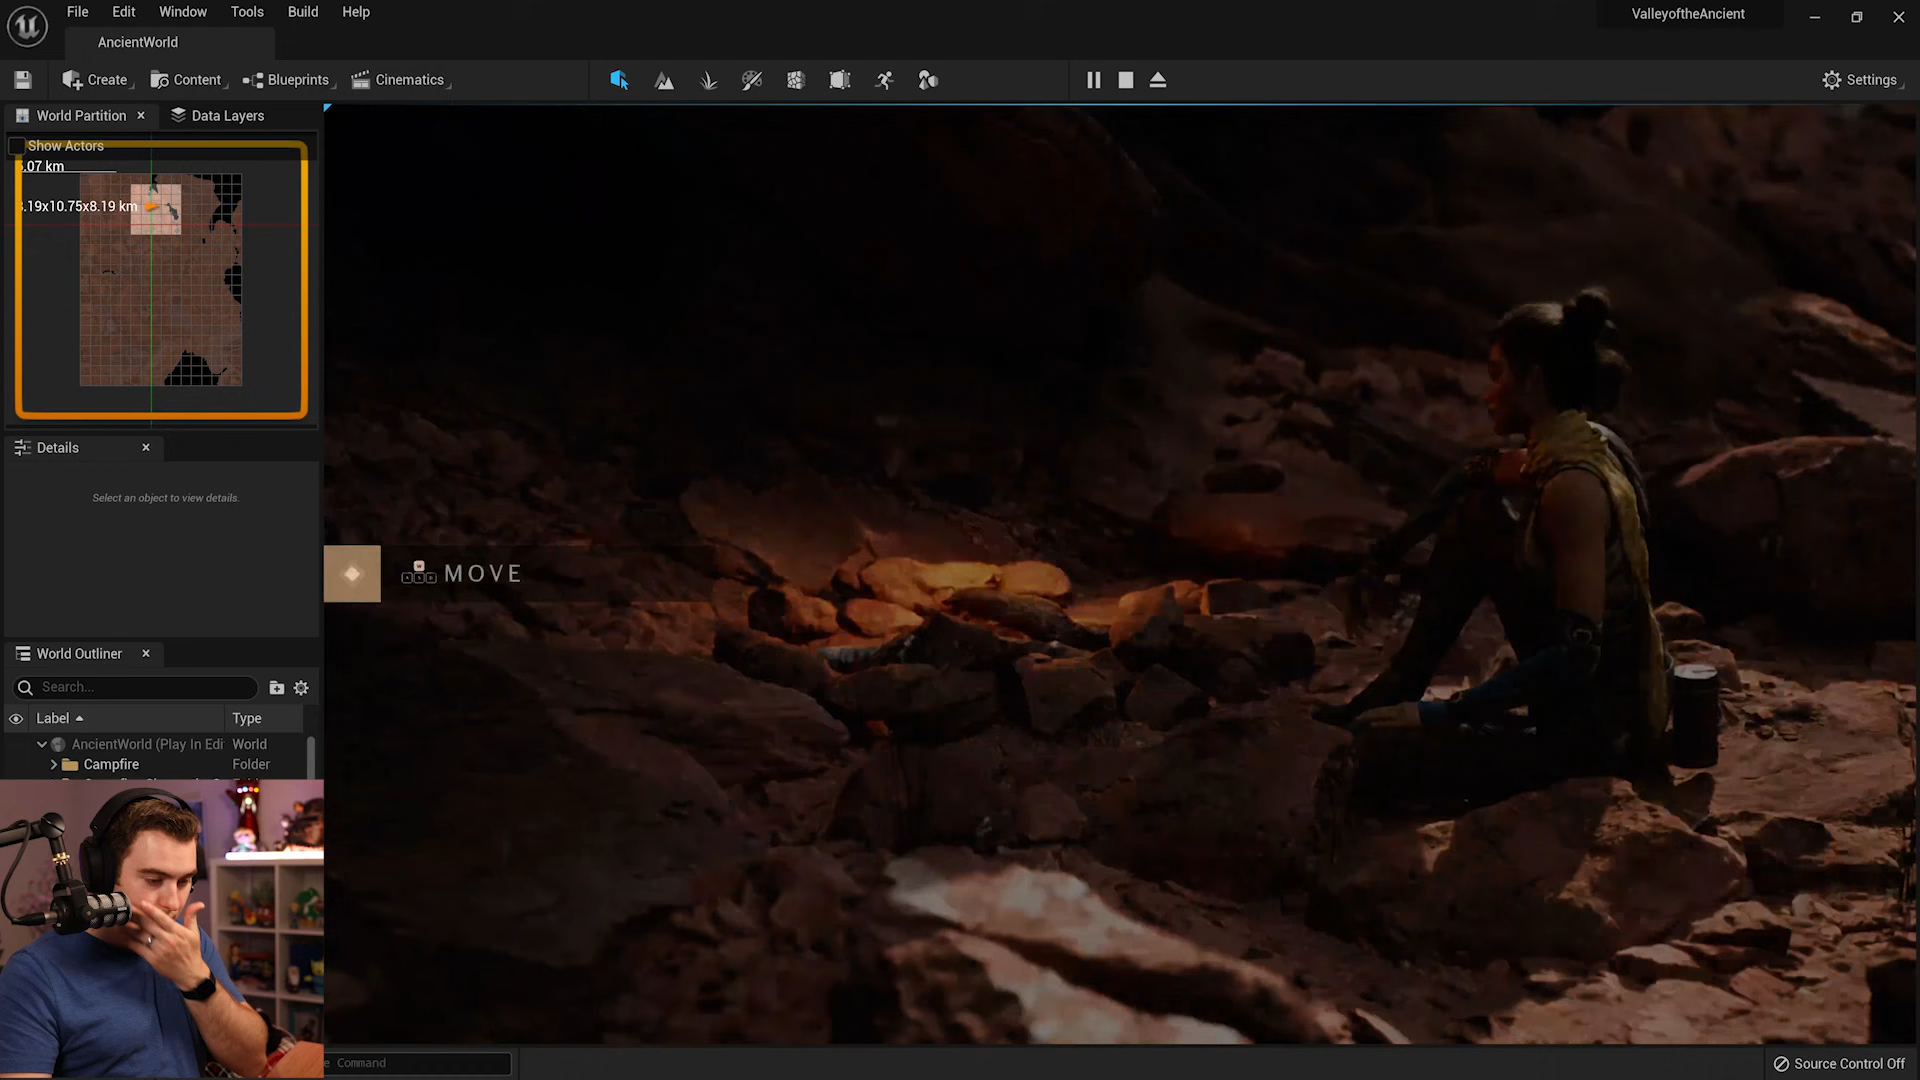 File Edit Window Tools Build Help
ValleyoftheAncient
AncientWorld
Create Content Blueprints Cinematics
Settings
World Partition Data Layers
Show Actors
.07 km
.19x10.75x8.19 km
Details
Select an object to view details.
MOVE
World Outliner
Search...
Label Type
AncientWorld (Play In Edi World
Campfire Folder
Command
Source Control Off